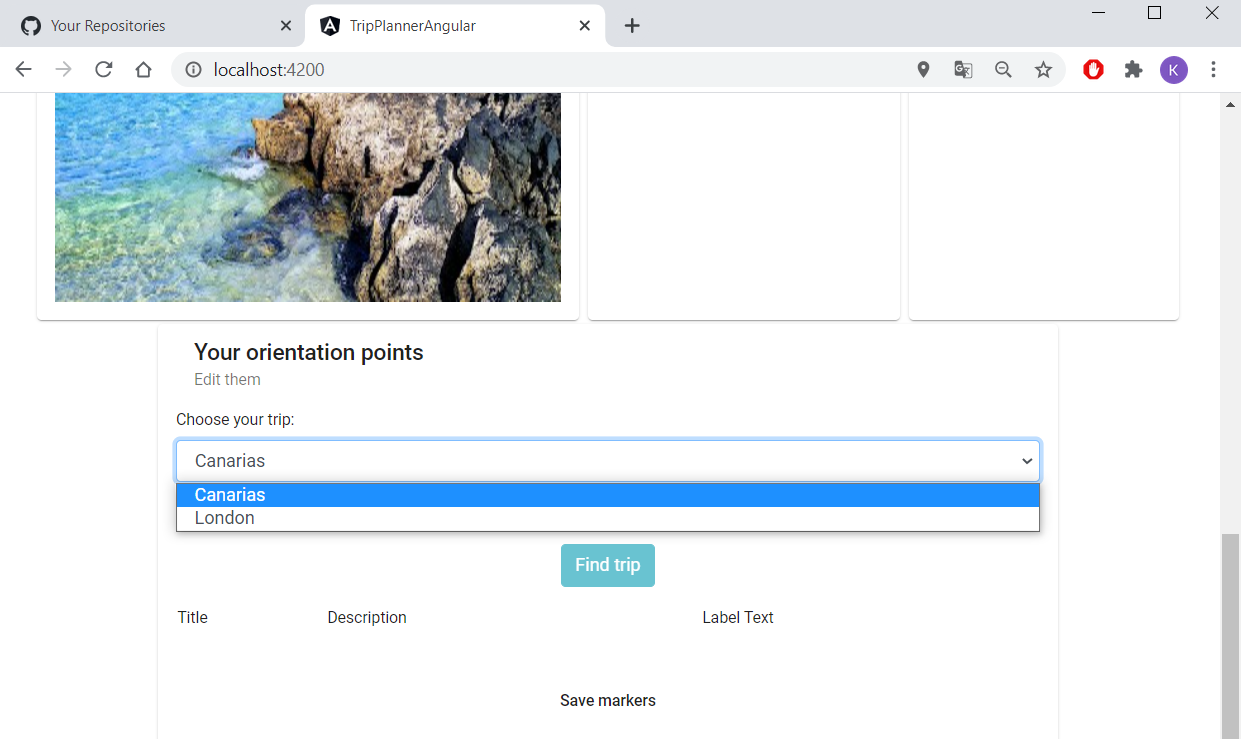 Your Repositories
TripPlannerAngular
localhost:4200
K
Your orientation points
Edit them
Choose your trip:
Canarias
Canarias
London
Find trip
Title Description Label Text
Save markers